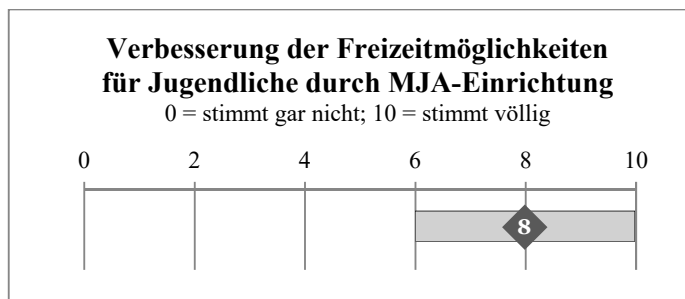 Verbesserung der Freizeitmöglichkeiten
für Jugendliche durch MJA-Einrichtung
0 = stimmt gar nicht; 10 = stimmt völlig
0 2 4 6 8 10
8